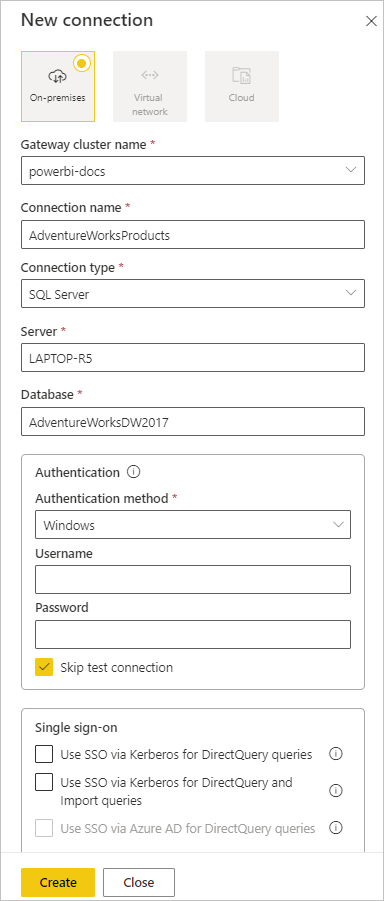 New connection
On-premises
Virtual
network
Cloud
Gateway cluster name *
powerbi-docs
Connection name *
AdventureWorksProducts
Connection type *
SQL Server
Server *
LAPTOP-R5
Database *
AdventureWorksDW2017
Authentication
Authentication method *
Windows
Username
Password
Skip test connection
Single sign-on
Use SSO via Kerberos for DirectQuery queries
Use SSO via Kerberos for DirectQuery and
Import queries
Use SSO via Azure AD for DirectQuery queries
Create
Close